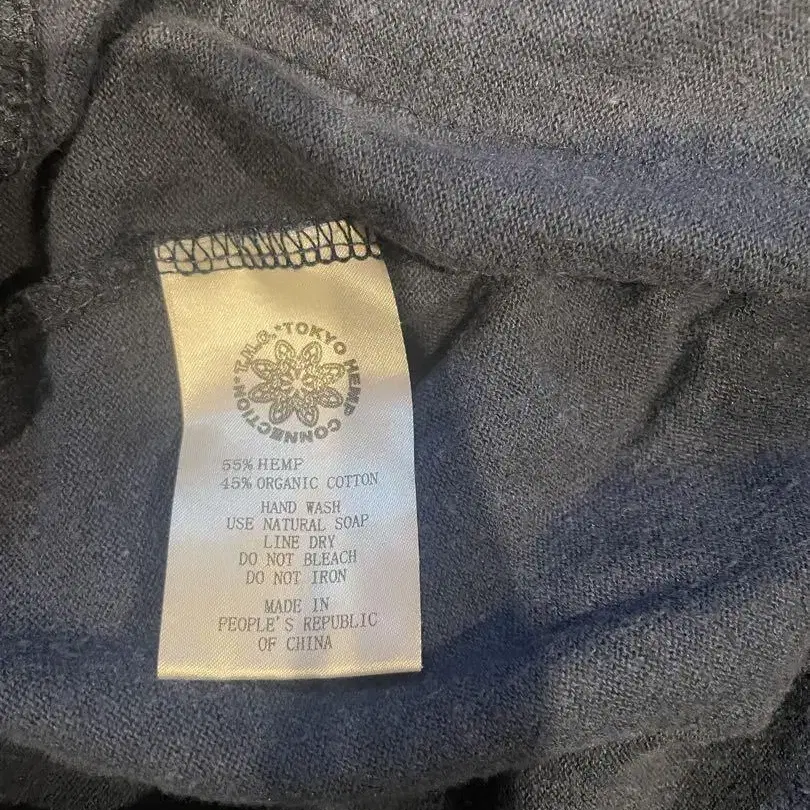 T.M.G. * TOKYO HEMP CONNECTION *
55% HEMP
45% ORGANIC COTTON
HAND WASH
USE NATURAL SOAP
LINE DRY
DO NOT BLEACH
DO NOT IRON
MADE IN
PEOPLE'S REPUBLIC
OF CHINA